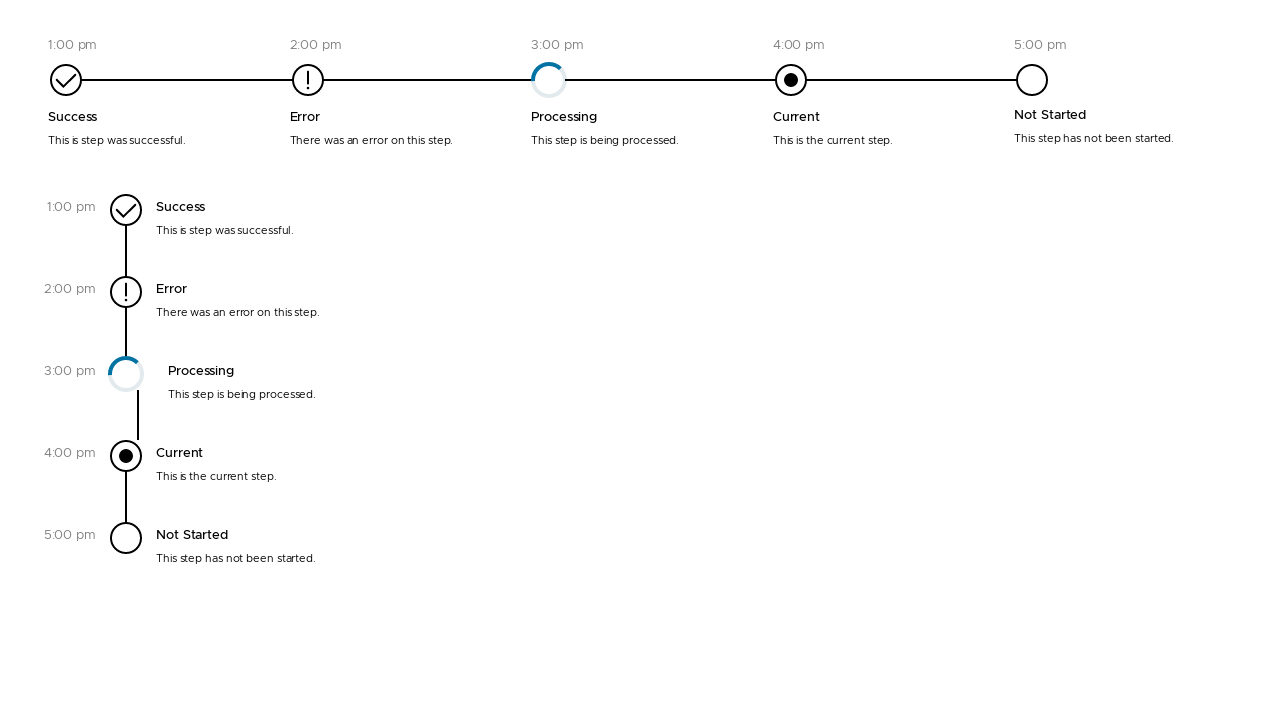 1:00 pm 2:00 pm 3:00 pm 4:00 pm 5:00 pm
Success Error Processing Current Not Started
This is step was successful. There was an error on this step. This step is being processed. This is the current step. This step has not been started.
1:00 pm Success
This is step was successful.
2:00 pm Error
There was an error on this step.
3:00 pm Processing
This step is being processed.
4:00 pm Current
This is the current step.
5:00 pm Not Started
This step has not been started.